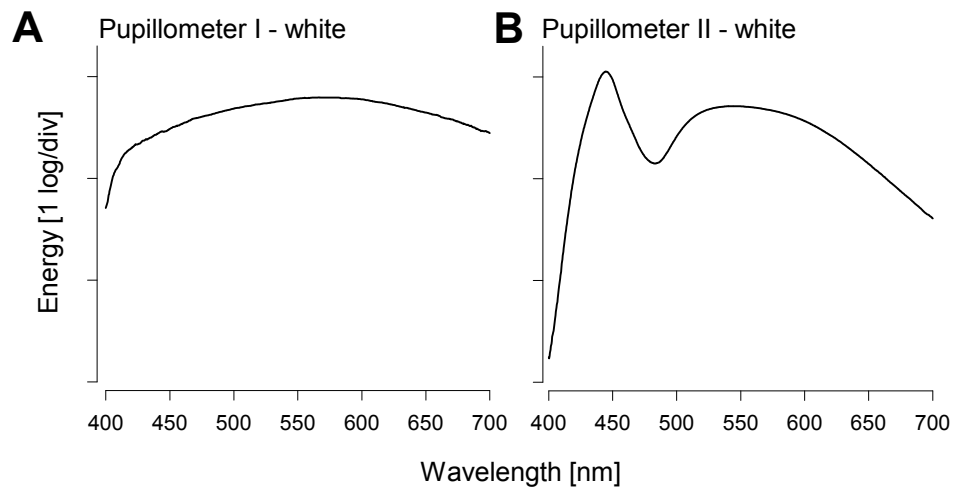 A Pupillometer I - white
B Pupillometer II - white
Energy [1 log/div]
400 450 500 550 600 650 700
400 450 500 550 600 650 700
Wavelength [nm]